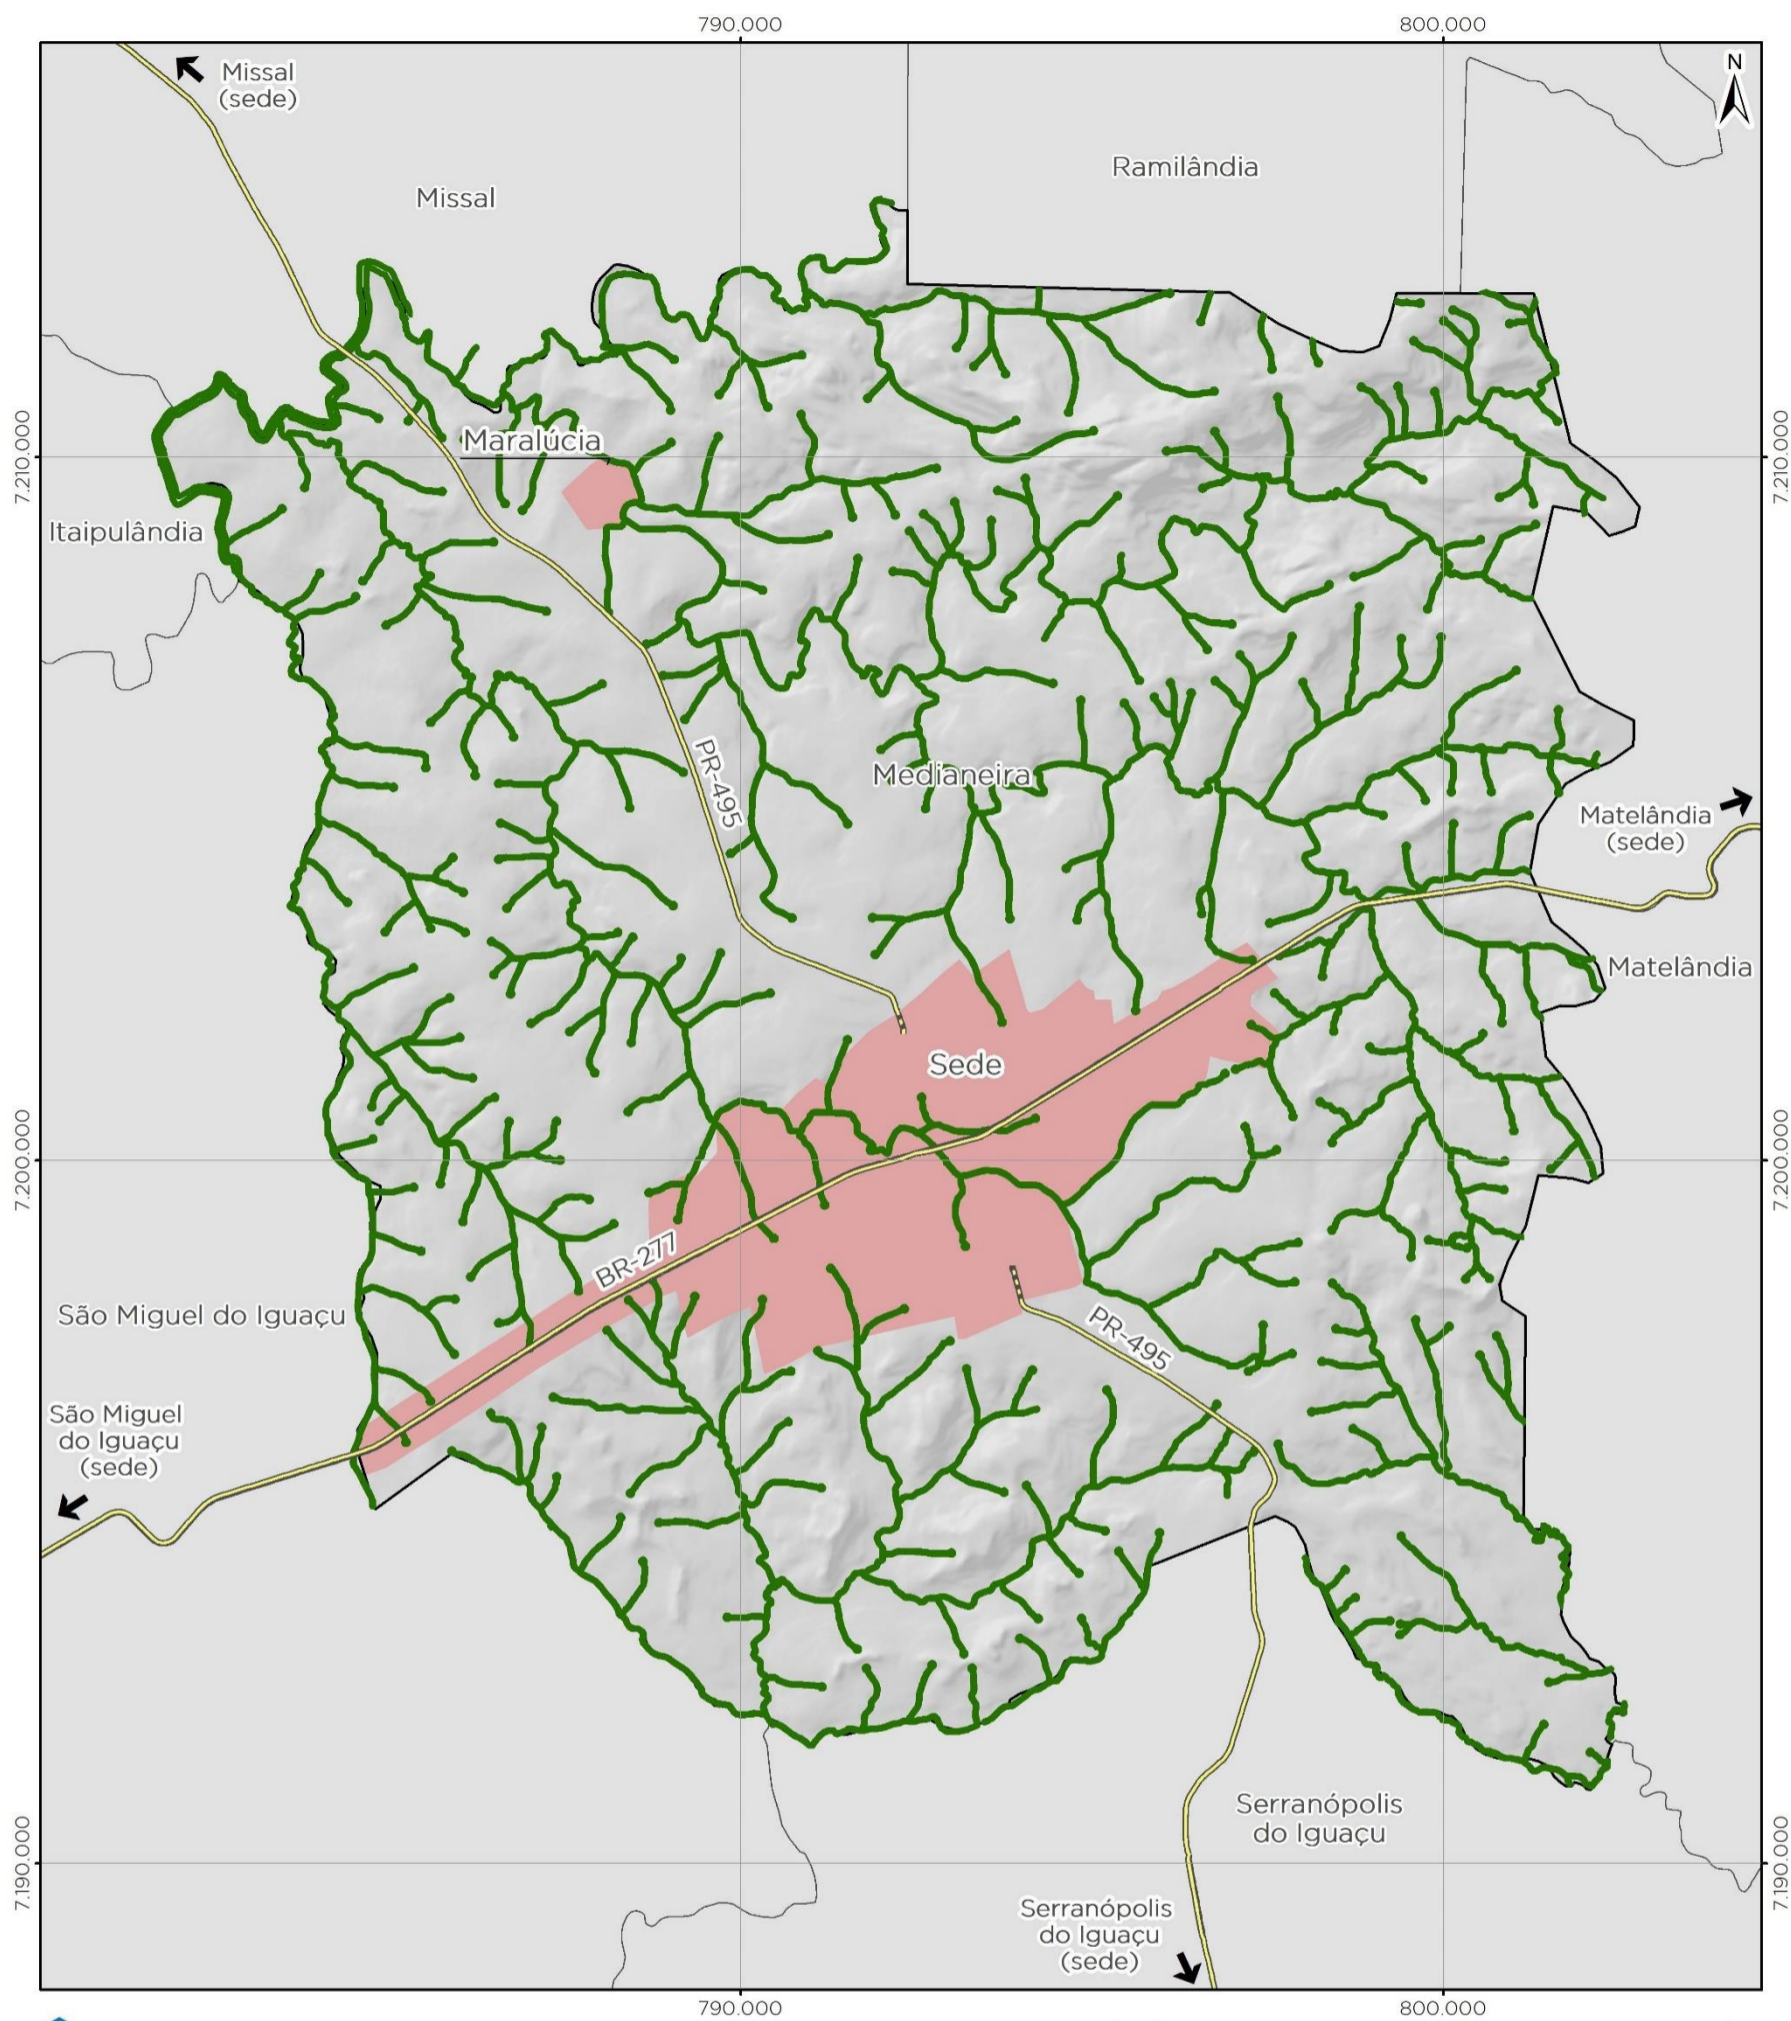 790.000
800.000
Missal
(sede)
N
Ramilândia
Missal
Maralúcia
7.210.000
7.210.000
Itaipulândia
PR-495
Medianeira
Matelândia
(sede)
Matelândia
Sede
7.200.000
7.200.000
BR-277
São Miguel do Iguaçu
PR-495
São Miguel
do Iguaçu
(sede)
Serranópolis
do Iguaçu
7.190.000
7.190.000
Serranópolis
do Iguaçu
(sede)
790.000
800.000